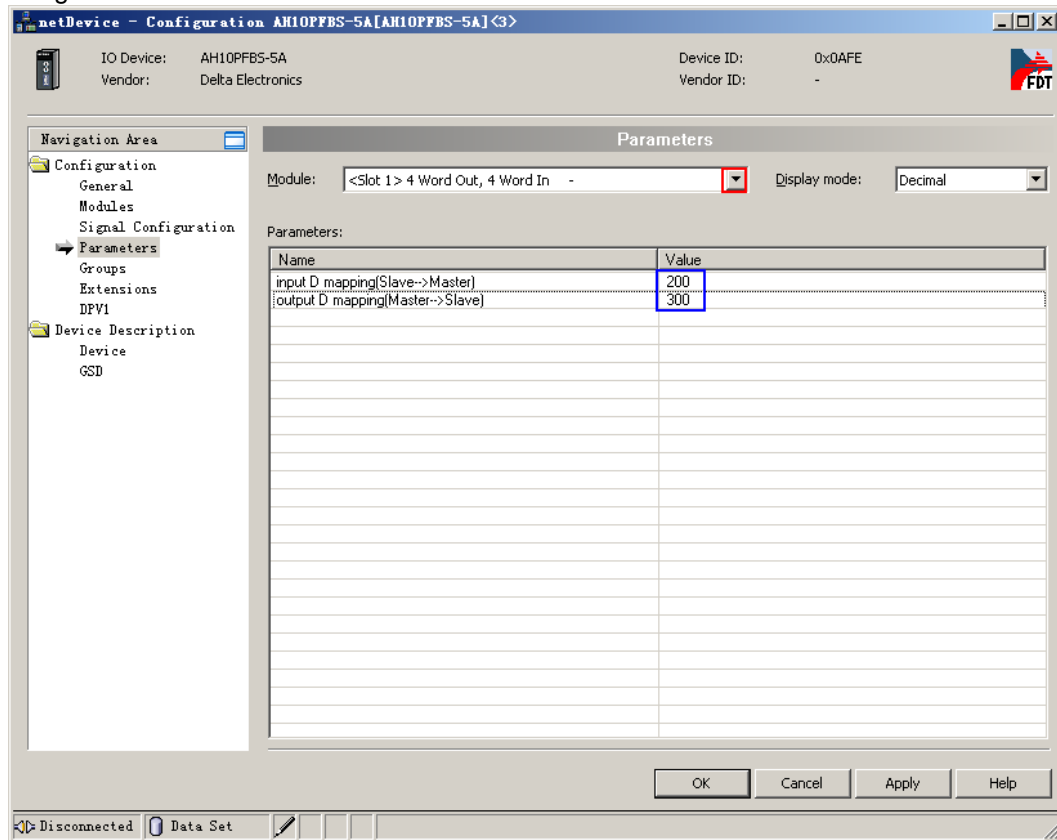 netDevice - Configuration AH10PFBS-5A[AH10PFBS-5A]<3>
IO Device: AH10PFBS-5A Device ID: 0x0AFE
Vendor: Delta Electronics Vendor ID: -
FDT
Navigation Area
Configuration
General
Modules
Signal Configuration
Parameters
Groups
Extensions
DPV1
Device Description
Device
GSD
Parameters
Module: <Slot 1> 4 Word Out, 4 Word In - Display mode: Decimal
Parameters:
Name Value
input D mapping(Slave-->Master) 200
output D mapping(Master-->Slave) 300
OK Cancel Apply Help
Disconnected Data Set